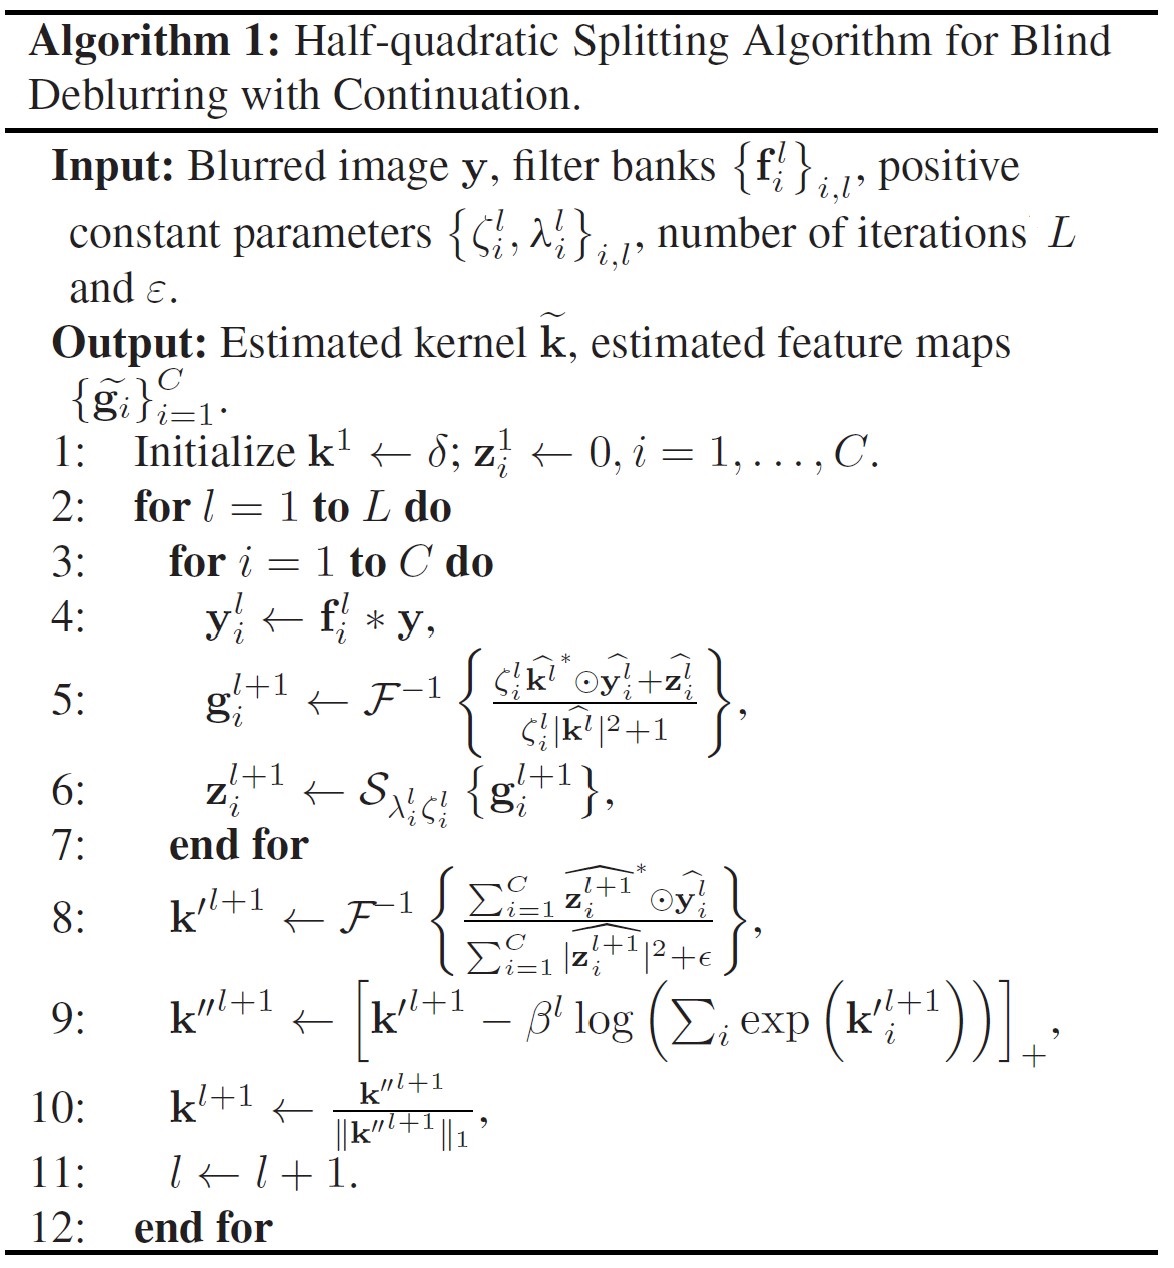 Algorithm 1: Half-quadratic Splitting Algorithm for Blind
Deblurring with Continuation.
Input: Blurred image $\mathbf{y}$, filter banks $\{\mathbf{f}_i^l\}_{i,l}$, positive
constant parameters $\{\zeta_i^l, \lambda_i^l\}_{i,l}$, number of iterations $L$
and $\varepsilon$.
Output: Estimated kernel $\widetilde{\mathbf{k}}$, estimated feature maps
$\{\widetilde{\mathbf{g}}_i\}_{i=1}^C$.
1: Initialize $\mathbf{k}^1 \leftarrow \delta$; $\mathbf{z}_i^1 \leftarrow 0, i = 1, \ldots, C$.
2: for $l = 1$ to $L$ do
3: for $i = 1$ to $C$ do
4: $\mathbf{y}_i^l \leftarrow \mathbf{f}_i^l * \mathbf{y}$,
5: $\mathbf{g}_i^{l+1} \leftarrow \mathcal{F}^{-1} \left\{ \frac{\zeta_i^l \widehat{\mathbf{k}^l}^* \odot \widehat{\mathbf{y}_i^l} + \widehat{\mathbf{z}_i^l}}{\zeta_i^l |\widehat{\mathbf{k}^l}|^2 + 1} \right\}$,
6: $\mathbf{z}_i^{l+1} \leftarrow \mathcal{S}_{\lambda_i^l \zeta_i^l} \{\mathbf{g}_i^{l+1}\}$,
7: end for
8: $\mathbf{k}'^{l+1} \leftarrow \mathcal{F}^{-1} \left\{ \frac{\sum_{i=1}^C \widehat{\mathbf{z}_i^{l+1}}^* \odot \widehat{\mathbf{y}_i^l}}{\sum_{i=1}^C |\widehat{\mathbf{z}_i^{l+1}}|^2 + \epsilon} \right\}$,
9: $\mathbf{k}''^{l+1} \leftarrow \left[ \mathbf{k}'^{l+1} - \beta^l \log \left( \sum_i \exp \left( \mathbf{k}'^{l+1}_i \right) \right) \right]_+$,
10: $\mathbf{k}^{l+1} \leftarrow \frac{\mathbf{k}''^{l+1}}{\|\mathbf{k}''^{l+1}\|_1}$,
11: $l \leftarrow l + 1$.
12: end for